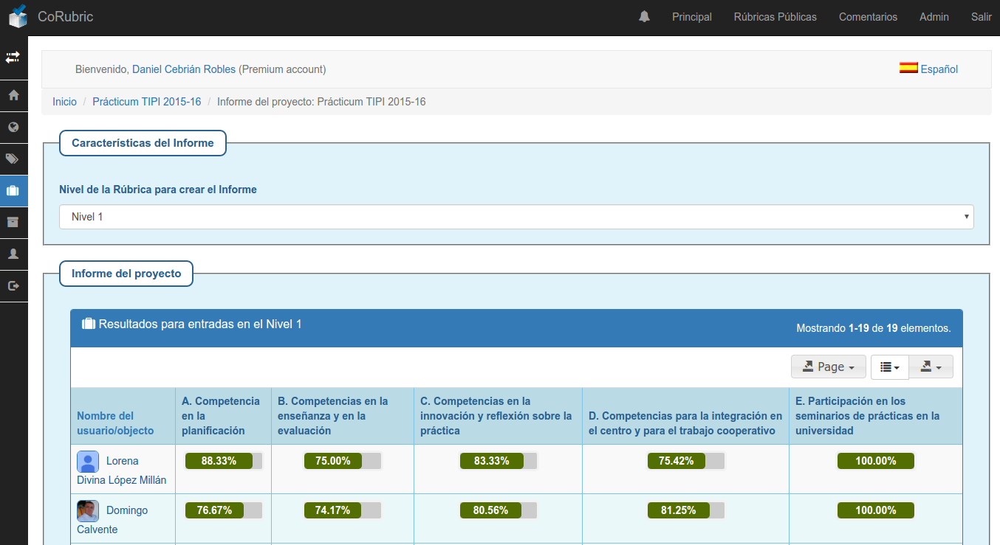 CoRubric
Principal Rúbricas Públicas Comentarios Admin Salir
Bienvenido, Daniel Cebrián Robles (Premium account)
Español
Inicio / Prácticum TIPI 2015-16 / Informe del proyecto: Prácticum TIPI 2015-16
Características del Informe
Nivel de la Rúbrica para crear el Informe
Nivel 1
Informe del proyecto
Resultados para entradas en el Nivel 1
Mostrando 1-19 de 19 elementos.
Page
Nombre del
usuario/objecto
A. Competencia
en la
planificación
B. Competencias en la
enseñanza y en la
evaluación
C. Competencias en la
innovación y reflexión sobre la
práctica
D. Competencias para la integración en
el centro y para el trabajo cooperativo
E. Participación en los
seminarios de prácticas en la
universidad
Lorena
Divina López Millán
88.33% 75.00% 83.33% 75.42% 100.00%
Domingo
Calvente
76.67% 74.17% 80.56% 81.25% 100.00%